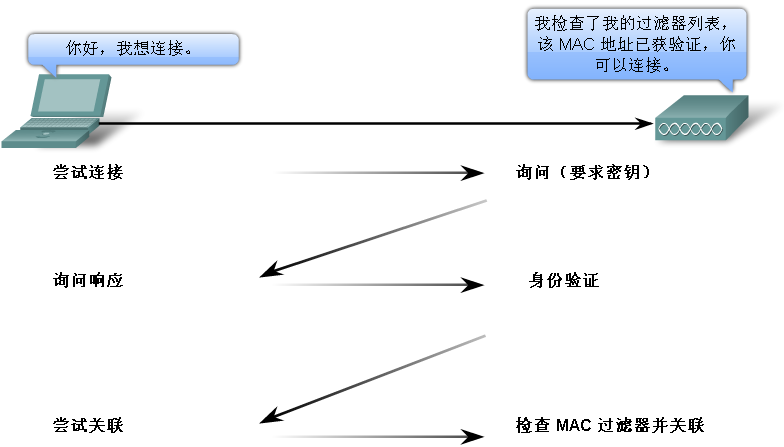 你好，我想连接。
我检查了我的过滤器列表，
该 MAC 地址已获验证，你
可以连接。
尝试连接
询问（要求密钥）
询问响应
身份验证
尝试关联
检查 MAC 过滤器并关联